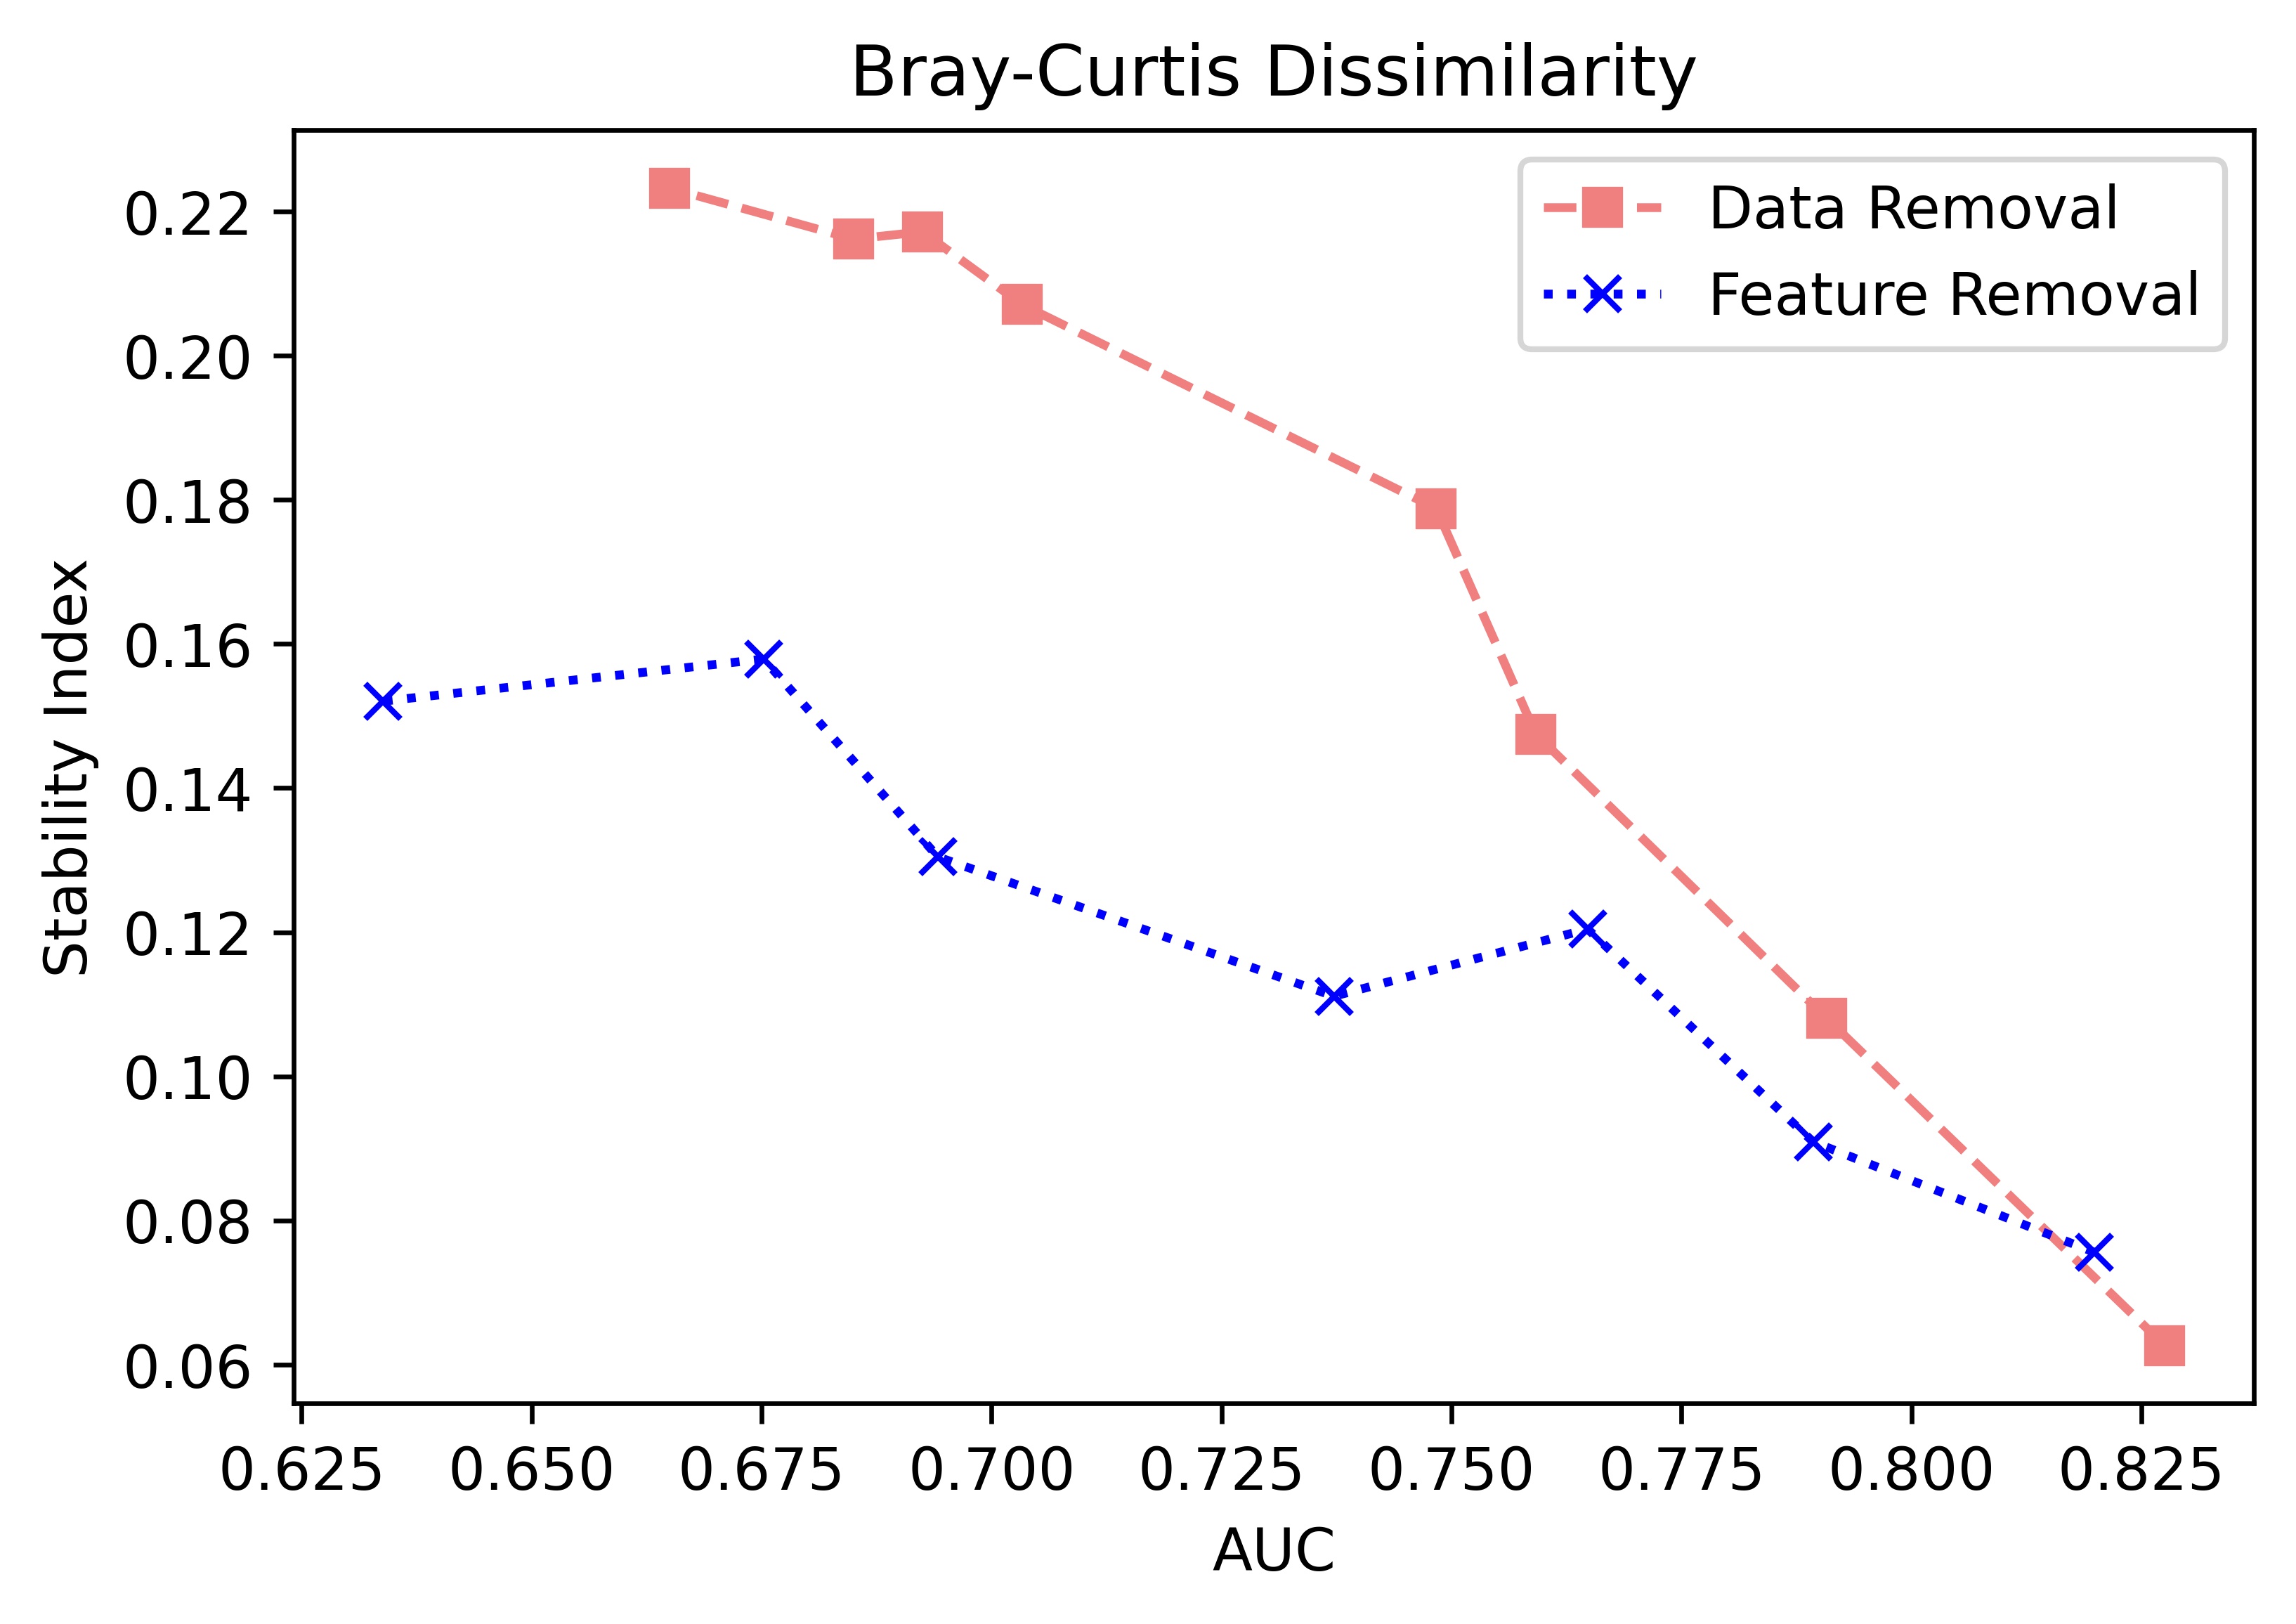 Bray-Curtis Dissimilarity
Data Removal
Feature Removal
Stability Index
0.22
0.20
0.18
0.16
0.14
0.12
0.10
0.08
0.06
0.625 0.650 0.675 0.700 0.725 0.750 0.775 0.800 0.825
AUC